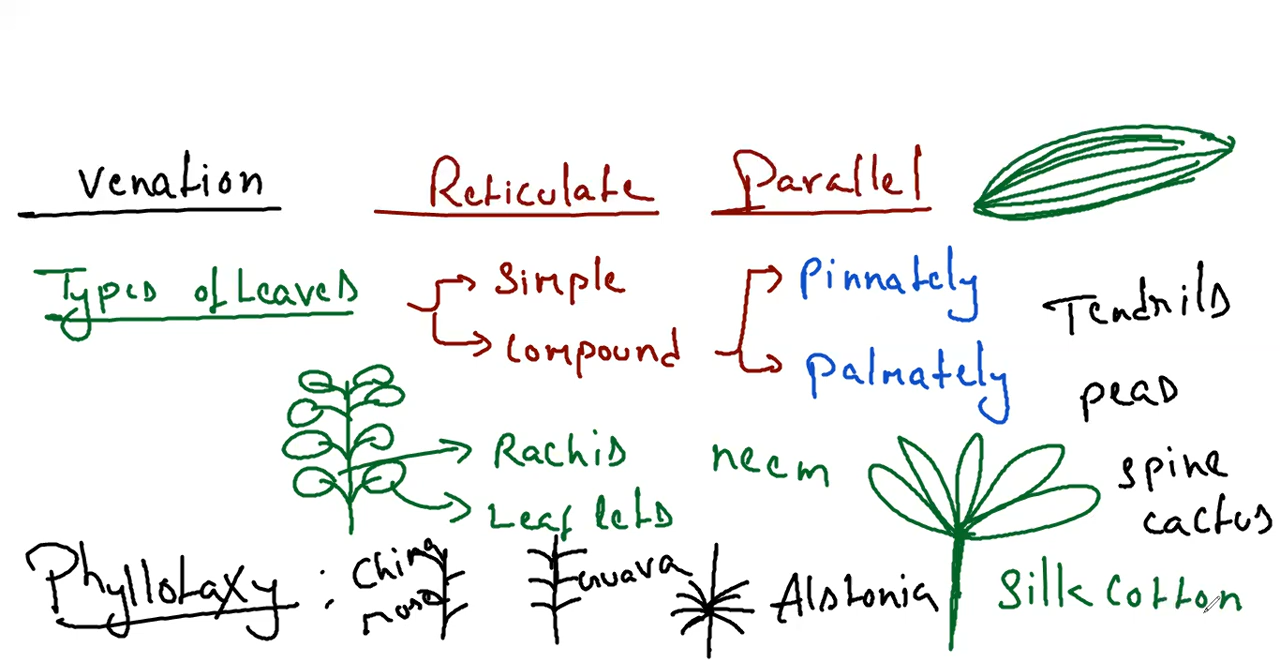 Venation Reticulate Parallel
Types of Leaves Simple Pinnately
Compound Palmately Tendrils
peas
Rachis neem spine
Leaf lets cactus
Phyllotaxy : China Guava Alstonia Silk Cotton
rose